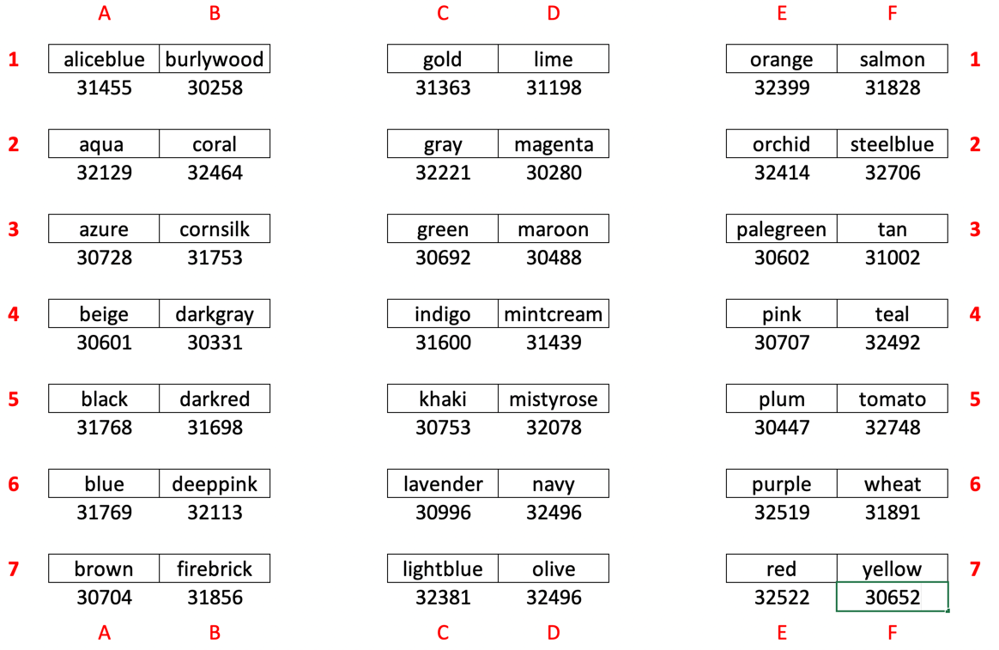 A B C D E F
1 aliceblue burlywood gold lime orange salmon 1
31455 30258 31363 31198 32399 31828
2 aqua coral gray magenta orchid steelblue 2
32129 32464 32221 30280 32414 32706
3 azure cornsilk green maroon palegreen tan 3
30728 31753 30692 30488 30602 31002
4 beige darkgray indigo mintcream pink teal 4
30601 30331 31600 31439 30707 32492
5 black darkred khaki mistyrose plum tomato 5
31768 31698 30753 32078 30447 32748
6 blue deeppink lavender navy purple wheat 6
31769 32113 30996 32496 32519 31891
7 brown firebrick lightblue olive red yellow 7
30704 31856 32381 32496 32522 30652
A B C D E F